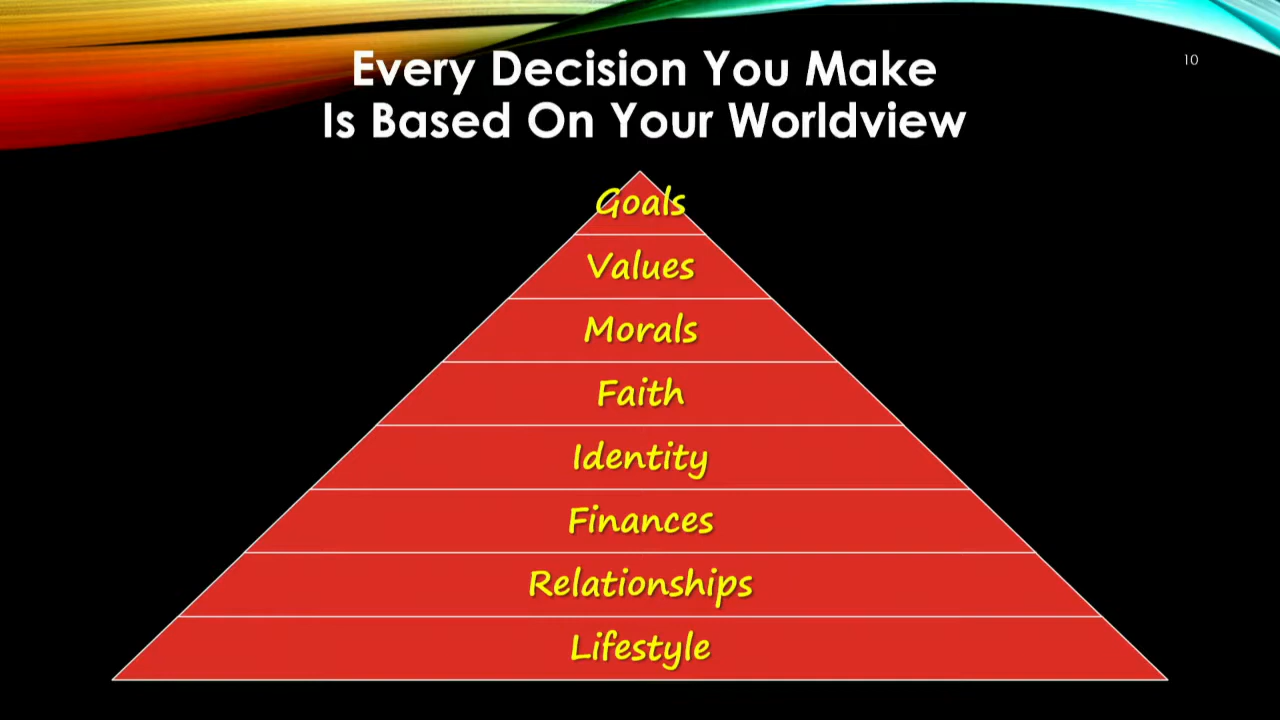 Every Decision You Make
Is Based On Your Worldview
10
Goals
Values
Morals
Faith
Identity
Finances
Relationships
Lifestyle